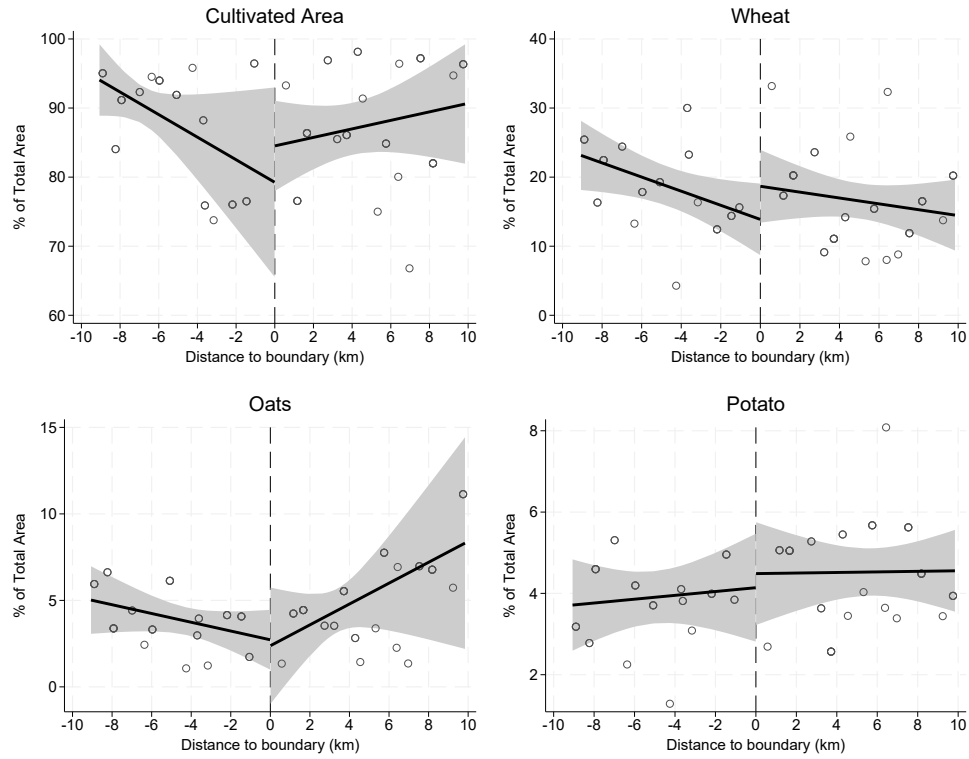 Cultivated Area
% of Total Area
100
90
80
70
60
-10 -8 -6 -4 -2 0 2 4 6 8 10
Distance to boundary (km)
Wheat
% of Total Area
40
30
20
10
0
-10 -8 -6 -4 -2 0 2 4 6 8 10
Distance to boundary (km)
Oats
% of Total Area
15
10
5
0
-10 -8 -6 -4 -2 0 2 4 6 8 10
Distance to boundary (km)
Potato
% of Total Area
8
6
4
2
-10 -8 -6 -4 -2 0 2 4 6 8 10
Distance to boundary (km)